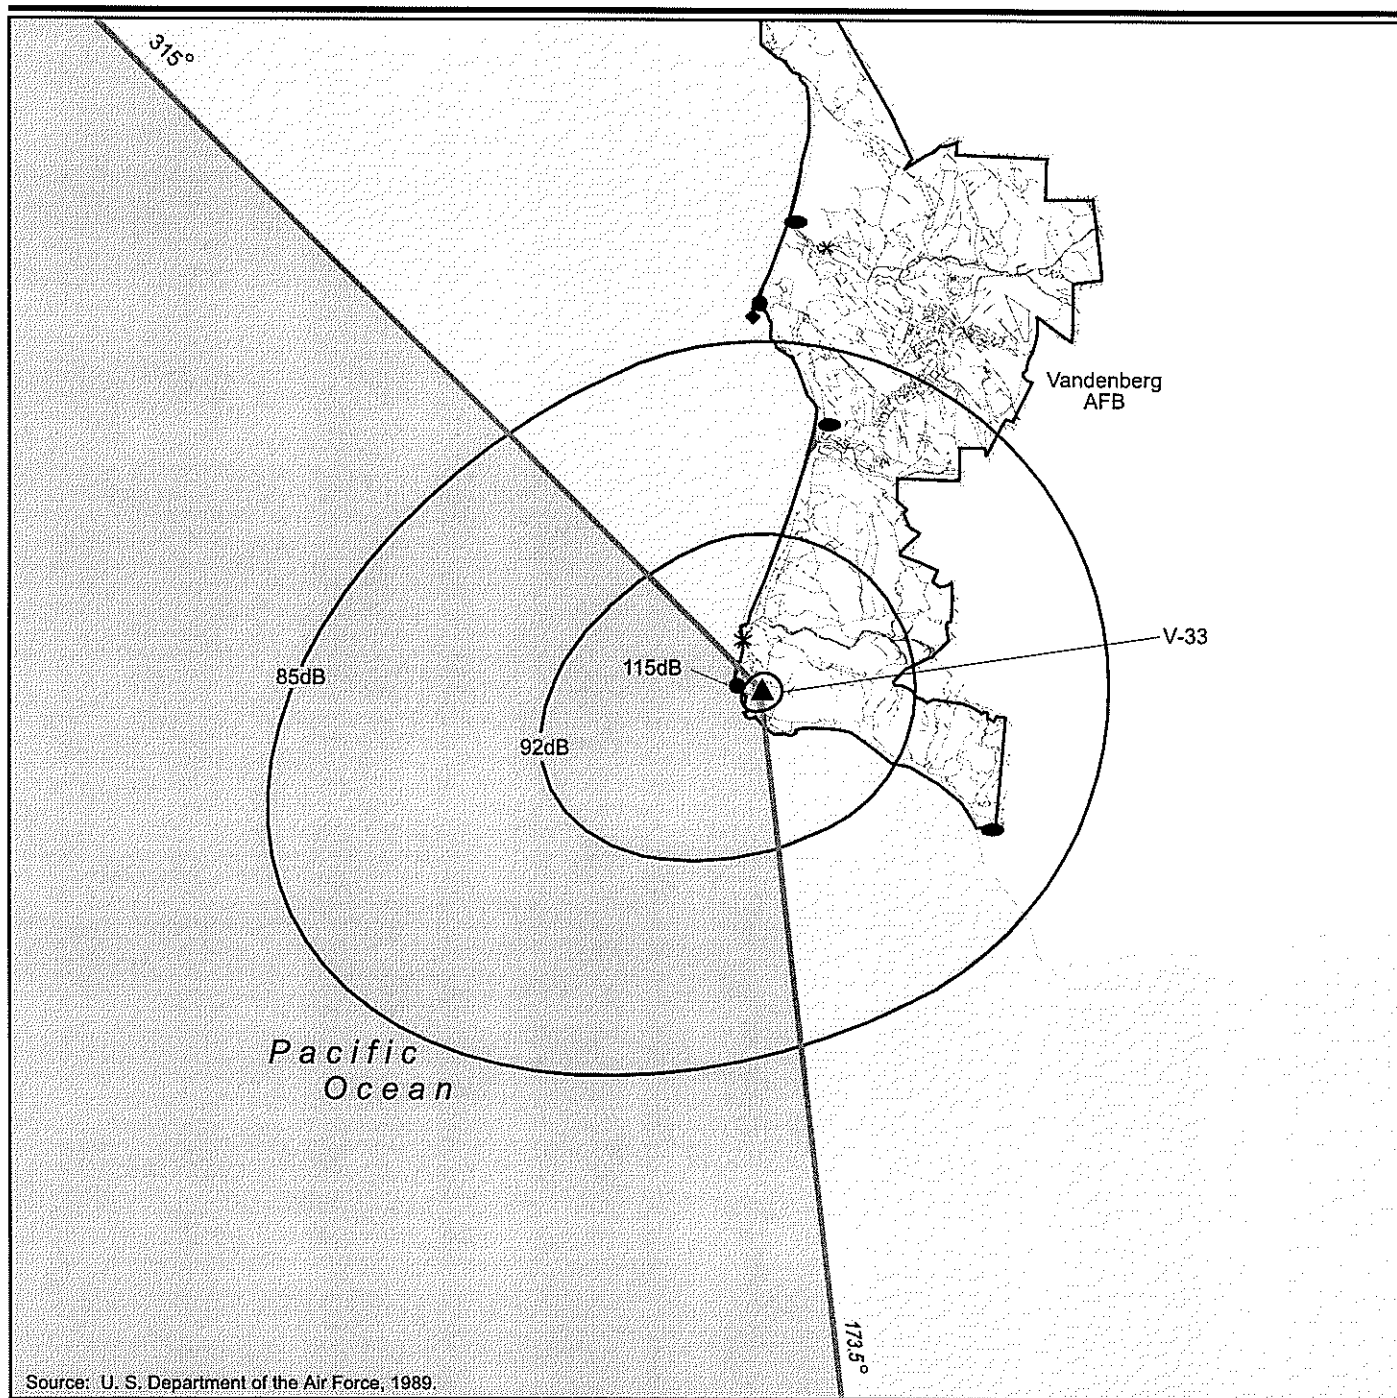 315°
Vandenberg
AFB
V-33
115dB
85dB
92dB
Pacific
Ocean
173.5°
Source: U. S. Department of the Air Force, 1989.